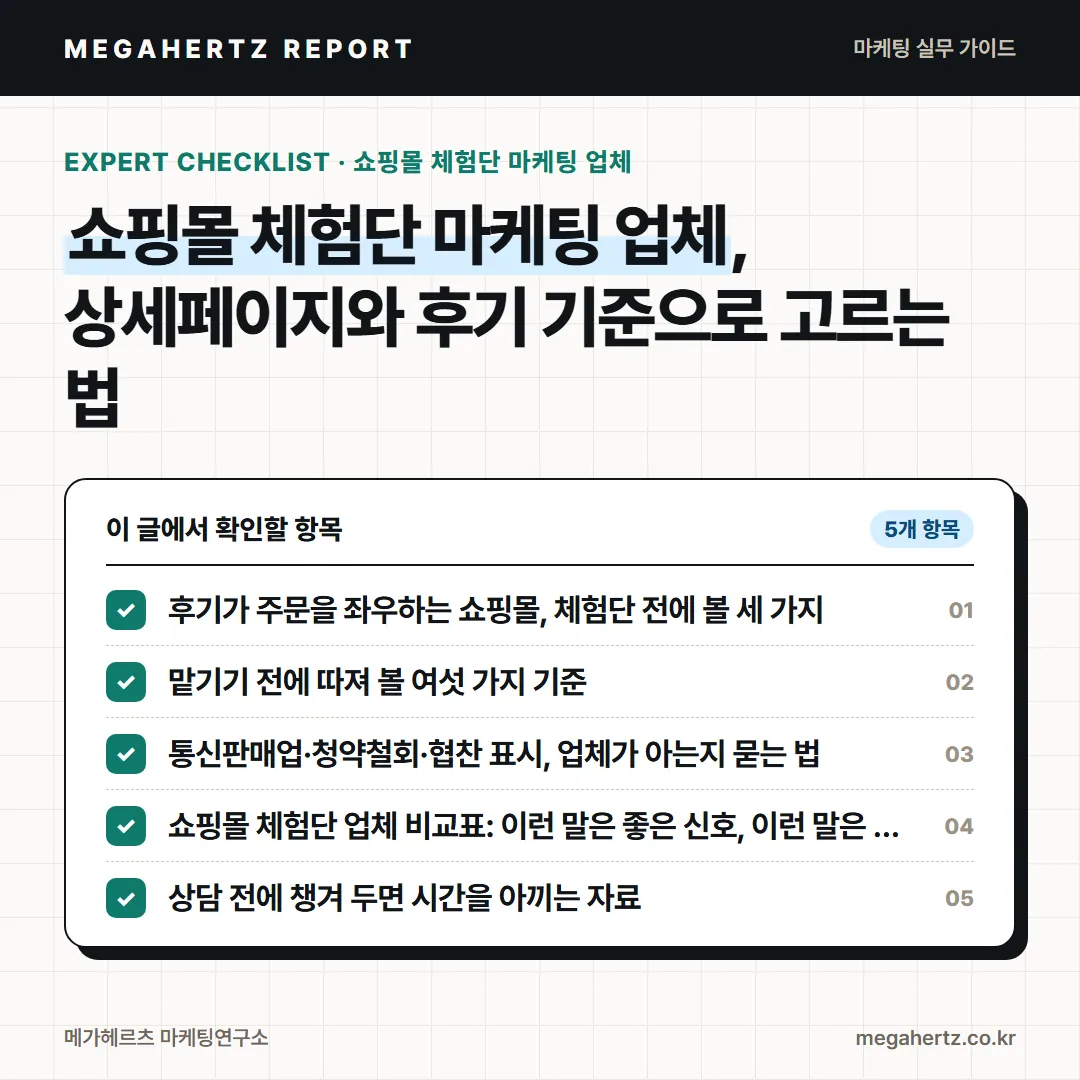 MEGAHERTZ REPORT
마케팅 실무 가이드
EXPERT CHECKLIST · 쇼핑몰 체험단 마케팅 업체
쇼핑몰 체험단 마케팅 업체,
상세페이지와 후기 기준으로 고르는
법
이 글에서 확인할 항목
5개 항목
후기가 주문을 좌우하는 쇼핑몰, 체험단 전에 볼 세 가지 01
맡기기 전에 따져 볼 여섯 가지 기준 02
통신판매업·청약철회·협찬 표시, 업체가 아는지 묻는 법 03
쇼핑몰 체험단 업체 비교표: 이런 말은 좋은 신호, 이런 말은 ... 04
상담 전에 챙겨 두면 시간을 아끼는 자료 05
메가헤르츠 마케팅연구소
megahertz.co.kr